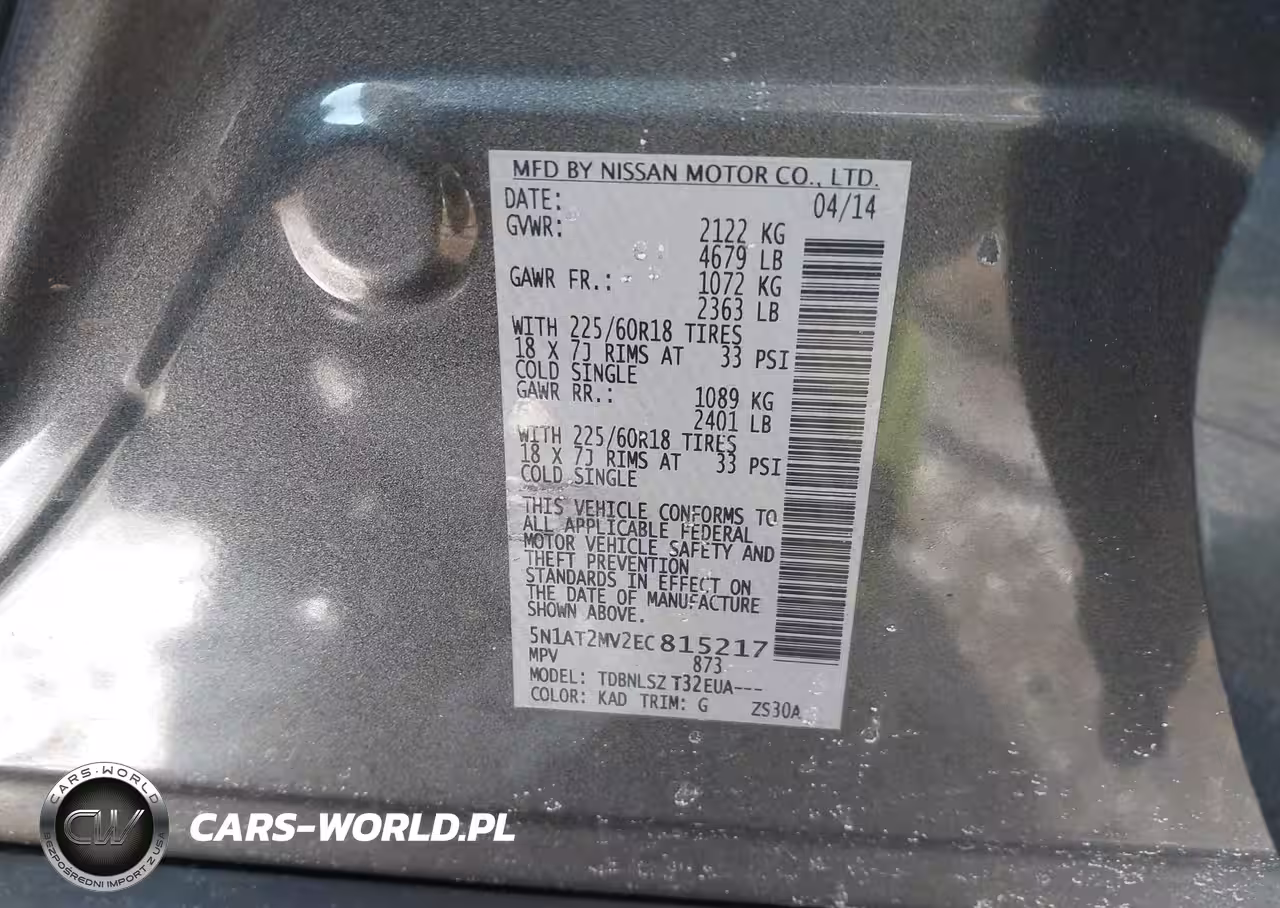 MFD BY NISSAN MOTOR CO., LTD.
DATE: 04/14
GVWR: 2122 KG
4679 LB
GAWR FR.: 1072 KG
2363 LB
WITH 225/60R18 TIRES
18 X 7J RIMS AT 33 PSI
COLD SINGLE
GAWR RR.: 1089 KG
2401 LB
WITH 225/60R18 TIRES
18 X 7J RIMS AT 33 PSI
COLD SINGLE
THIS VEHICLE CONFORMS TO
ALL APPLICABLE FEDERAL
MOTOR VEHICLE SAFETY AND
THEFT PREVENTION
STANDARDS IN EFFECT ON
THE DATE OF MANUFACTURE
SHOWN ABOVE.
5N1AT2MV2EC815217
MPV 873
MODEL: TDBNLSZ T32EUA---
COLOR: KAD TRIM: G ZS30A
CARS-WORLD
CW
BEZPOŚREDNI IMPORT Z USA
CARS-WORLD.PL